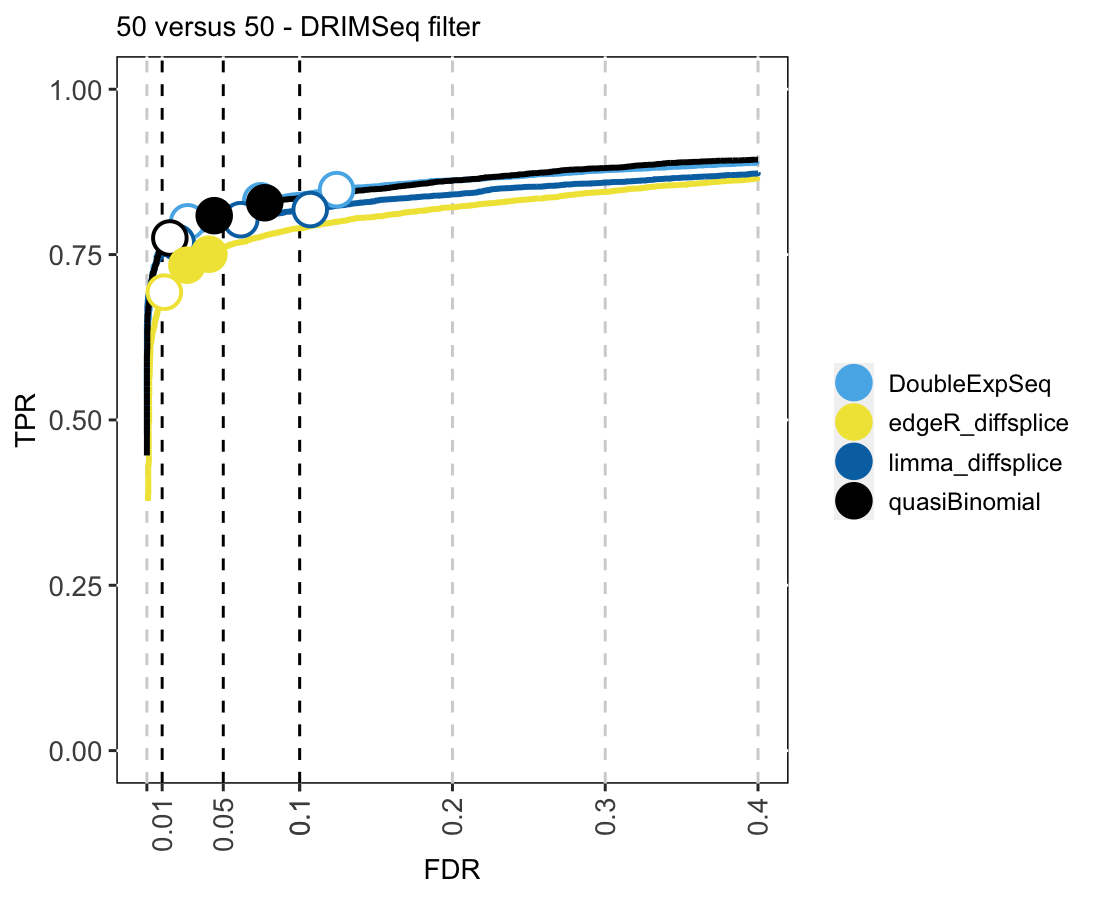 50 versus 50 - DRIMSeq filter
1.00
0.75
0.50
0.25
0.00
TPR
0.01
0.05
0.1
0.2
0.3
0.4
FDR
DoubleExpSeq
edgeR_diffsplice
limma_diffsplice
quasiBinomial